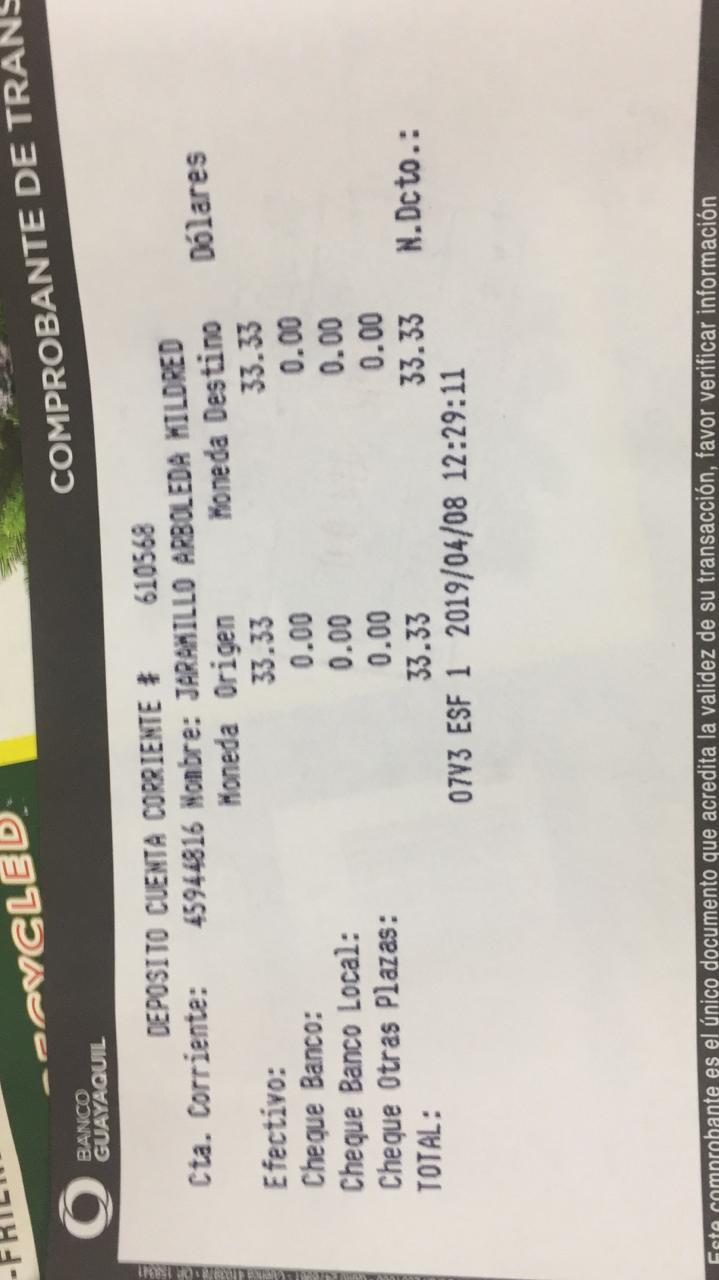 -FRIEN
RECYCLED
BANCO
GUAYAQUIL
COMPROBANTE DE TRANS
DEPOSITO CUENTA CORRIENTE # 610568
Cta. Corriente: 45944816 Nombre: JARAMILLO ARBOLEDA MILDRED
Moneda Origen Moneda Destino Dólares
Efectivo: 33.33 33.33
Cheque Banco: 0.00 0.00
Cheque Banco Local: 0.00 0.00
Cheque Otras Plazas: 0.00 0.00
TOTAL: 33.33 33.33 N.Dcto.:
07V3 ESF 1 2019/04/08 12:29:11
Este comprobante es el único documento que acredita la validez de su transacción, favor verificar información